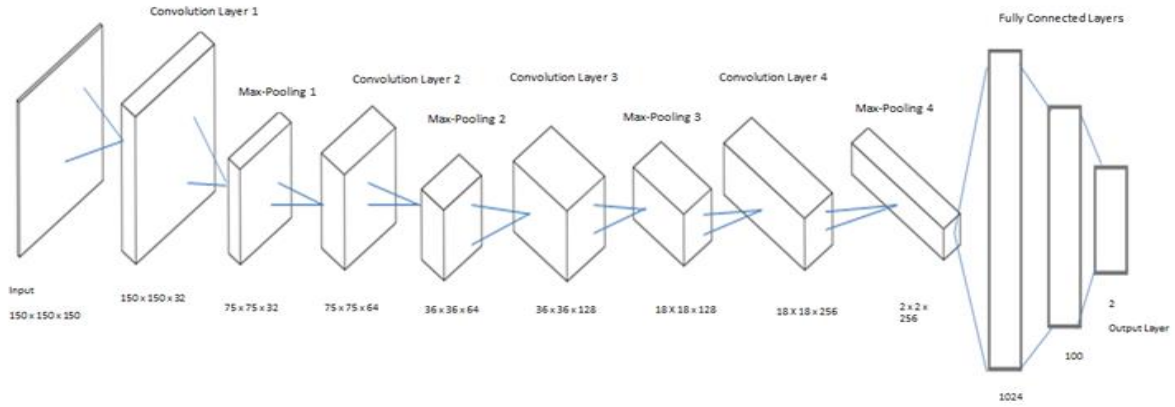 Convolution Layer 1
Fully Connected Layers
Convolution Layer 2
Convolution Layer 3
Convolution Layer 4
Max-Pooling 1
Max-Pooling 2
Max-Pooling 3
Max-Pooling 4
Input
150 x 150 x 150
150 x 150 x 32
75 x 75 x 32
75 x 75 x 64
36 x 36 x 64
36 x 36 x 128
18 X 18 x 128
18 X 18 x 256
2 x 2 x
256
1024
100
2
Output Layer